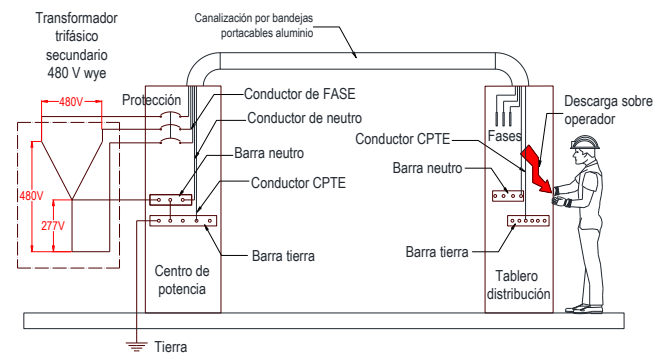 Transformador
trifásico
secundario
480 V wye
Canalización por bandejas
portacables aluminio
480V
Protección
Conductor de FASE
Conductor de neutro
Barra neutro
Conductor CPTE
480V
277V
Barra tierra
Centro de
potencia
Tierra
Fases
Descarga sobre
operador
Conductor CPTE
Barra neutro
Barra tierra
Tablero
distribución